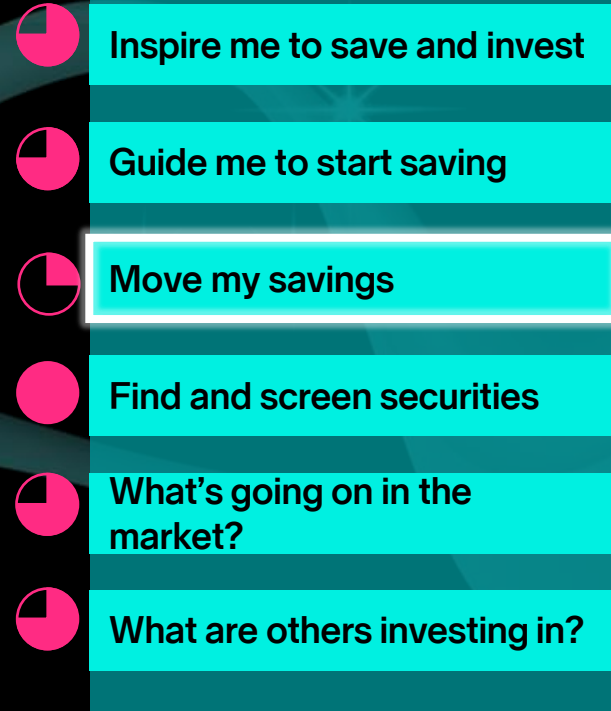 Inspire me to save and invest
Guide me to start saving
Move my savings
Find and screen securities
What’s going on in the
market?
What are others investing in?